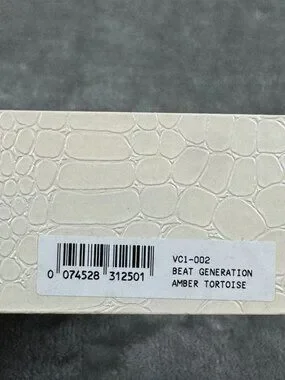 VC1-002
BEAT GENERATION
AMBER TORTOISE
0 074528 312501